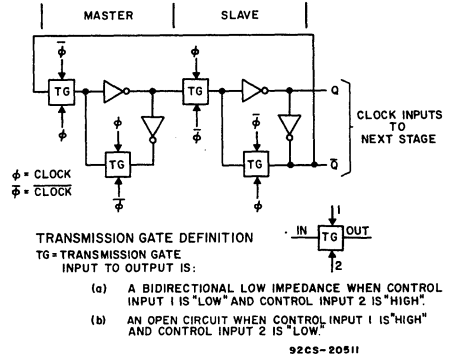 MASTER SLAVE
φ̅ φ
TG TG Q
φ φ φ̅ φ̅
CLOCK INPUTS
TO
NEXT STAGE
TG TG Q̅
φ = CLOCK
φ̅ = C̅L̅O̅C̅K̅
φ̅ φ
1
IN TG OUT
2
TRANSMISSION GATE DEFINITION
TG = TRANSMISSION GATE
INPUT TO OUTPUT IS:
(a) A BIDIRECTIONAL LOW IMPEDANCE WHEN CONTROL
INPUT 1 IS "LOW" AND CONTROL INPUT 2 IS "HIGH".
(b) AN OPEN CIRCUIT WHEN CONTROL INPUT 1 IS "HIGH"
AND CONTROL INPUT 2 IS "LOW."
92CS-20511